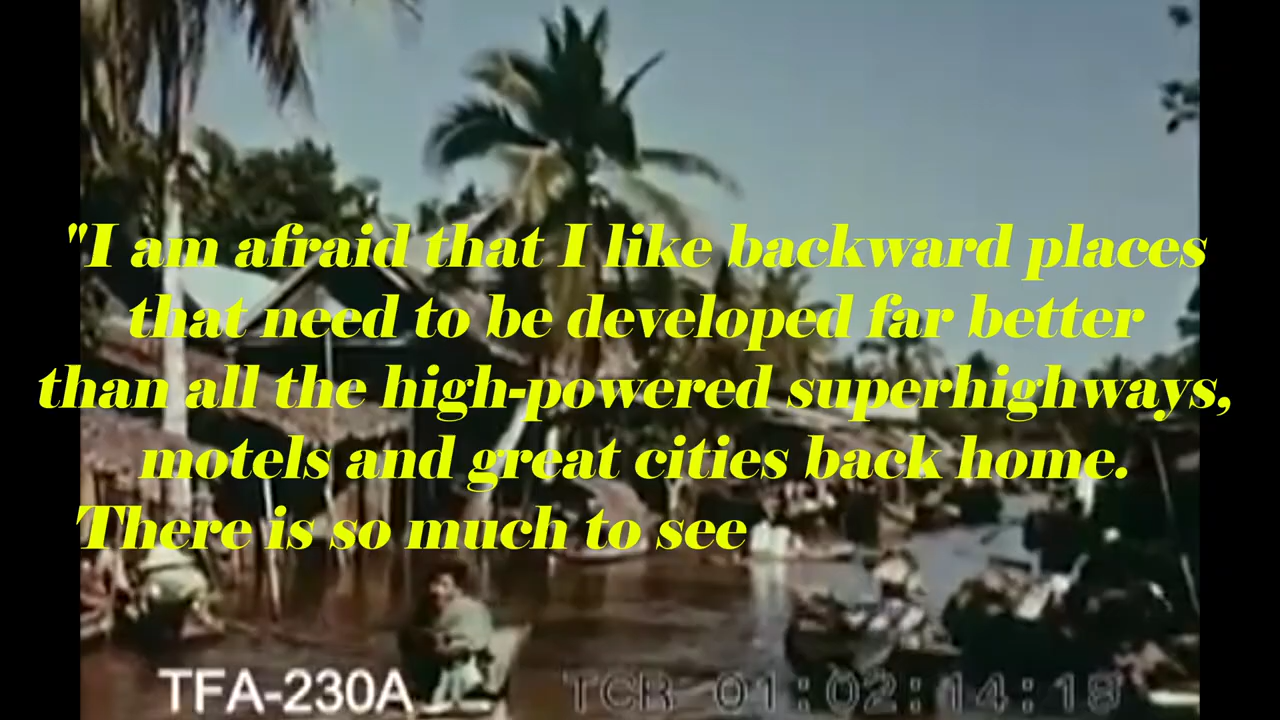 "I am afraid that I like backward places
that need to be developed far better
than all the high-powered superhighways,
motels and great cities back home.
There is so much to see
TFA-230A TCR 01:02:14:18